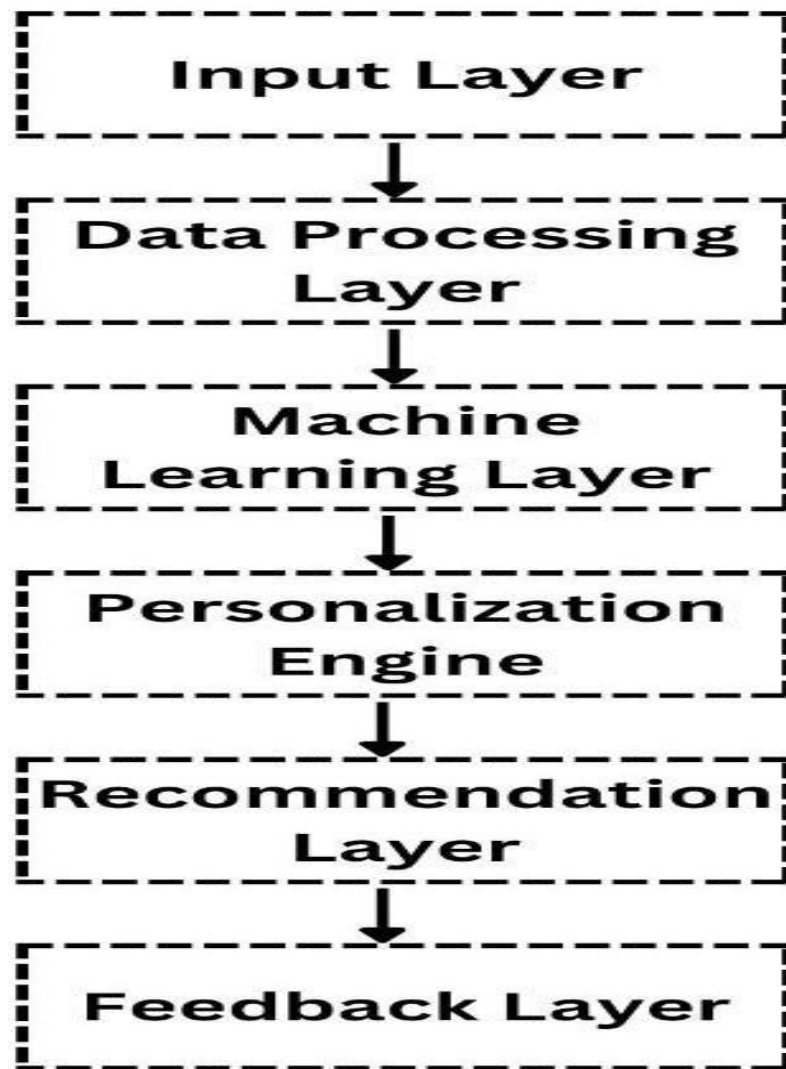 Input Layer
Data Processing
Layer
Machine
Learning Layer
Personalization
Engine
Recommendation
Layer
Feedback Layer